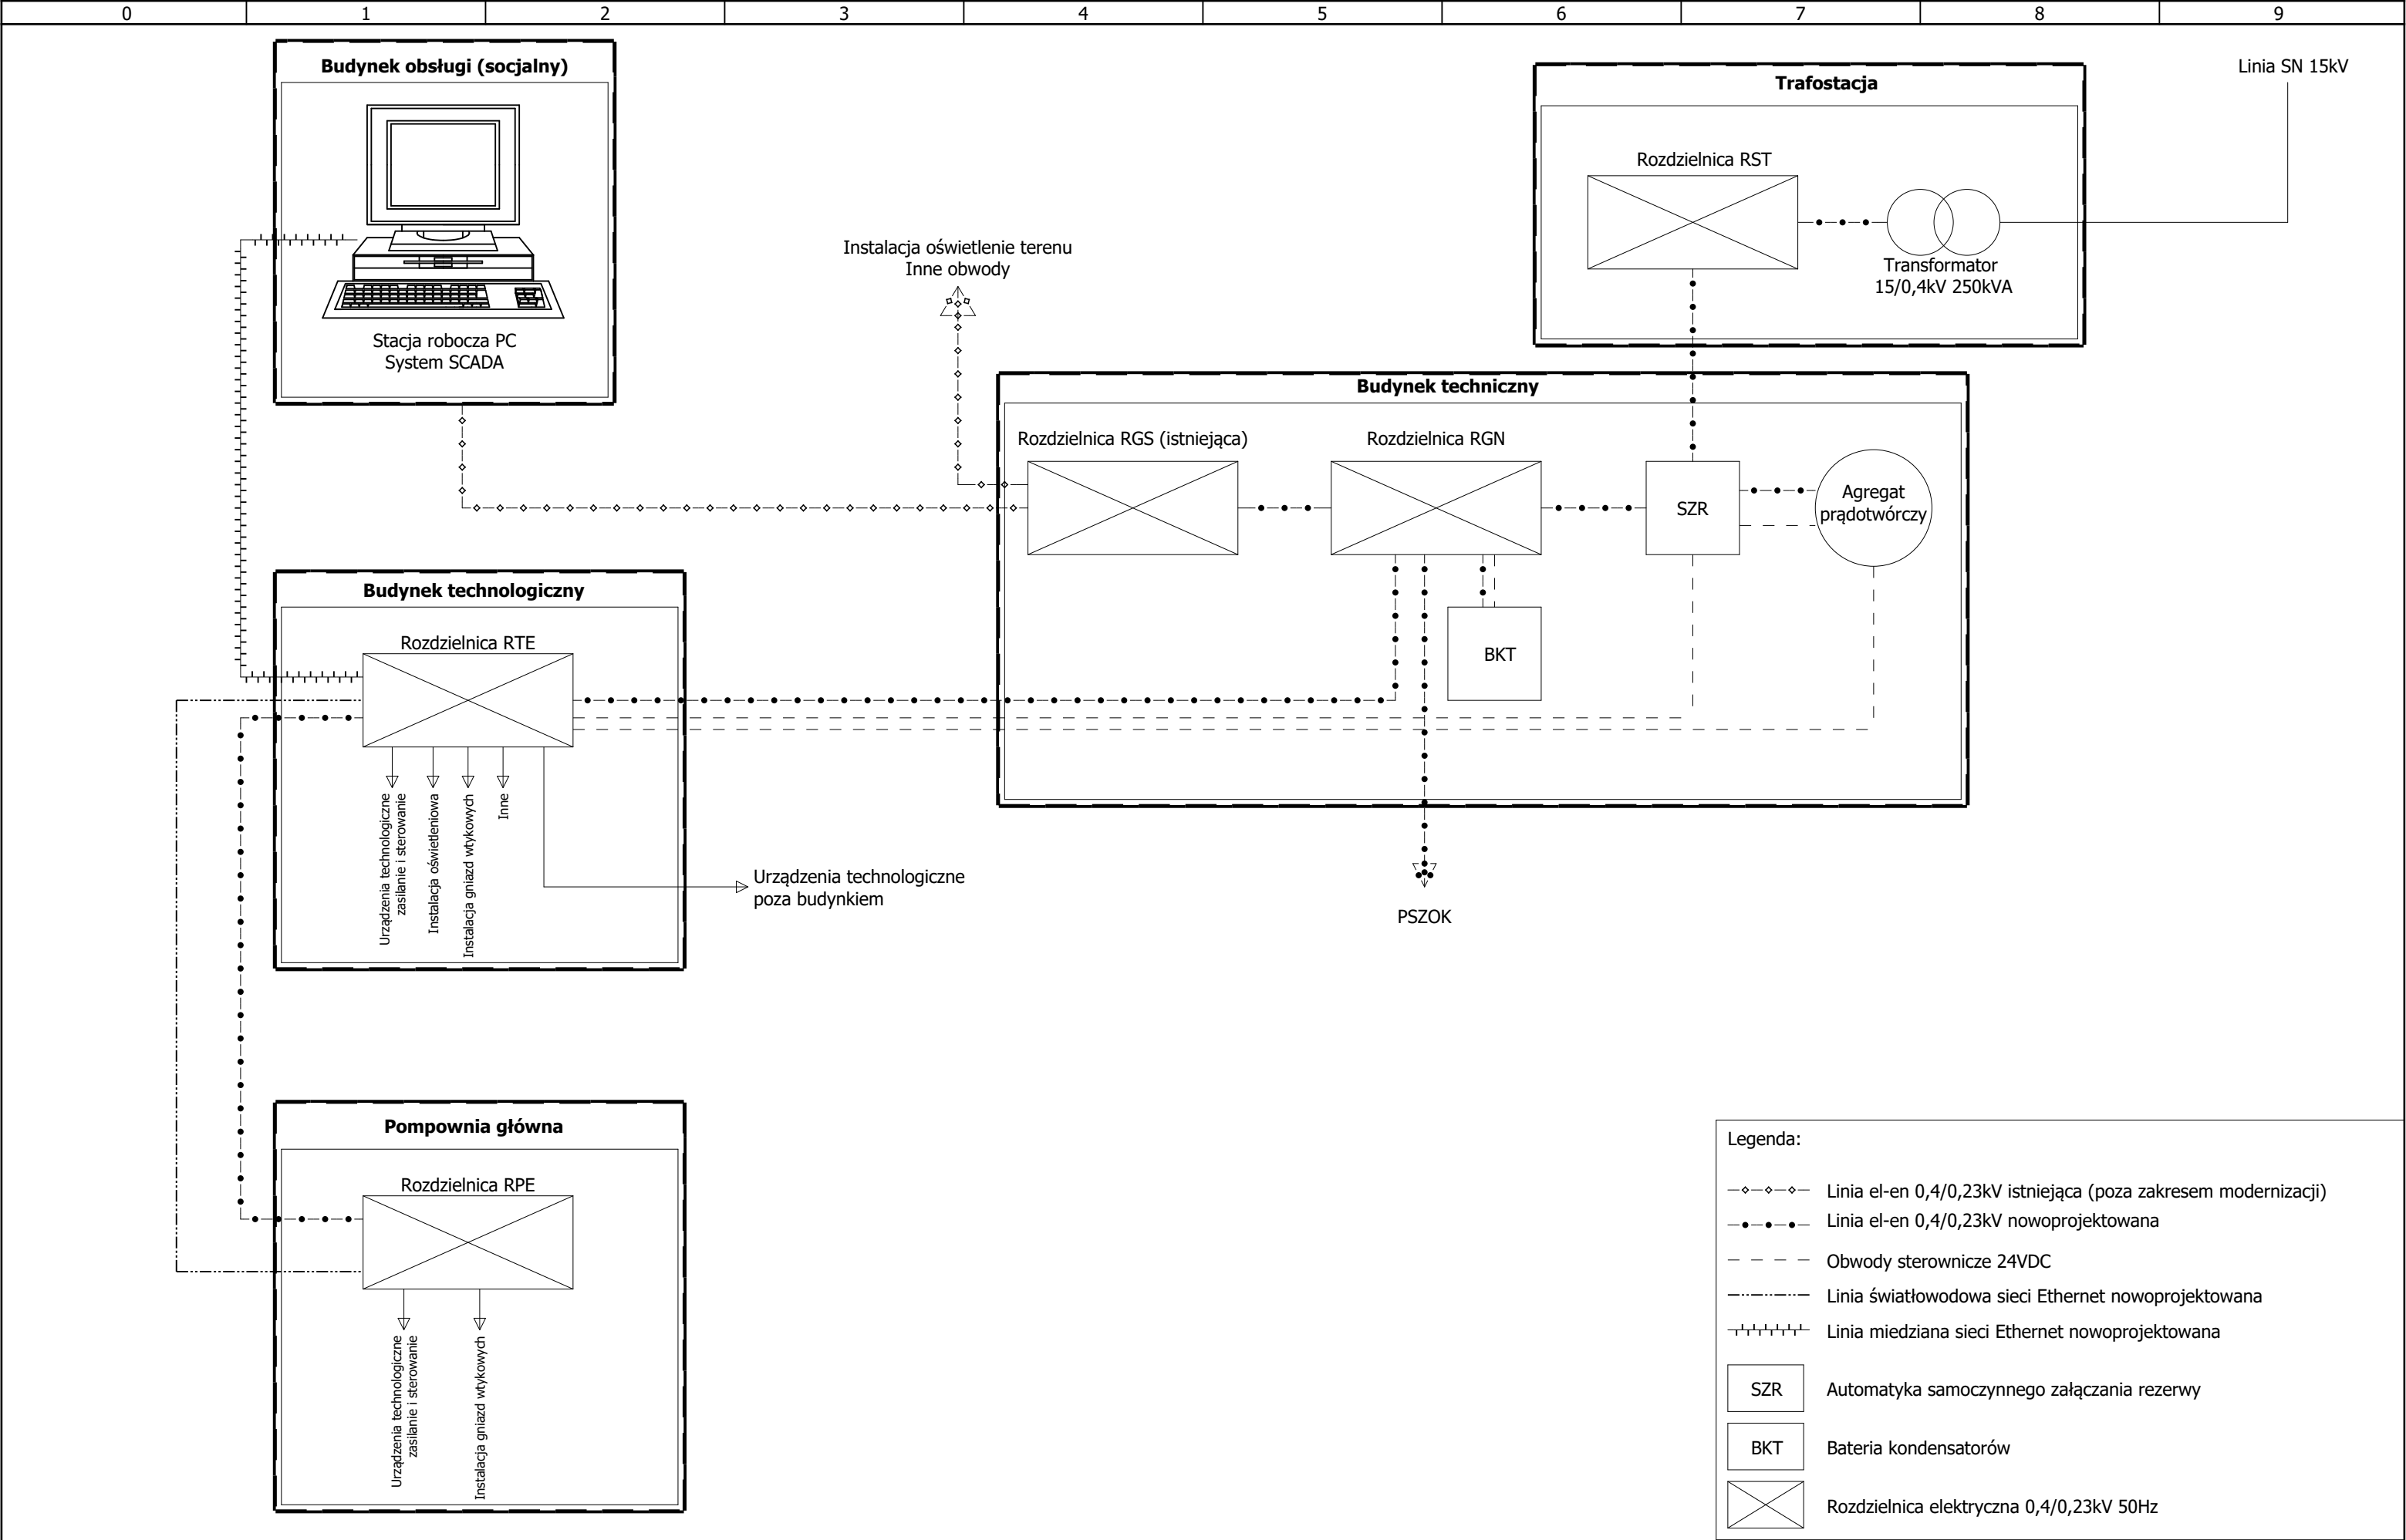 0 1 2 3 4 5 6 7 8 9
Budynek obsługi (socjalny)
Stacja robocza PC
System SCADA
Trafostacja
Linia SN 15kV
Rozdzielnica RST
Transformator
15/0,4kV 250kVA
Instalacja oświetlenie terenu
Inne obwody
Budynek techniczny
Rozdzielnica RGS (istniejąca)
Rozdzielnica RGN
SZR
Agregat
prądotwórczy
BKT
PSZOK
Budynek technologiczny
Rozdzielnica RTE
Urządzenia technologiczne
zasilanie i sterowanie
Instalacja oświetleniowa
Instalacja gniazd wtykowych
Inne
Urządzenia technologiczne
poza budynkiem
Pompownia główna
Rozdzielnica RPE
Urządzenia technologiczne
zasilanie i sterowanie
Instalacja gniazd wtykowych
Legenda:
Linia el-en 0,4/0,23kV istniejąca (poza zakresem modernizacji)
Linia el-en 0,4/0,23kV nowoprojektowana
Obwody sterownicze 24VDC
Linia światłowodowa sieci Ethernet nowoprojektowana
Linia miedziana sieci Ethernet nowoprojektowana
SZR Automatyka samoczynnego załączania rezerwy
BKT Bateria kondensatorów
Rozdzielnica elektryczna 0,4/0,23kV 50Hz